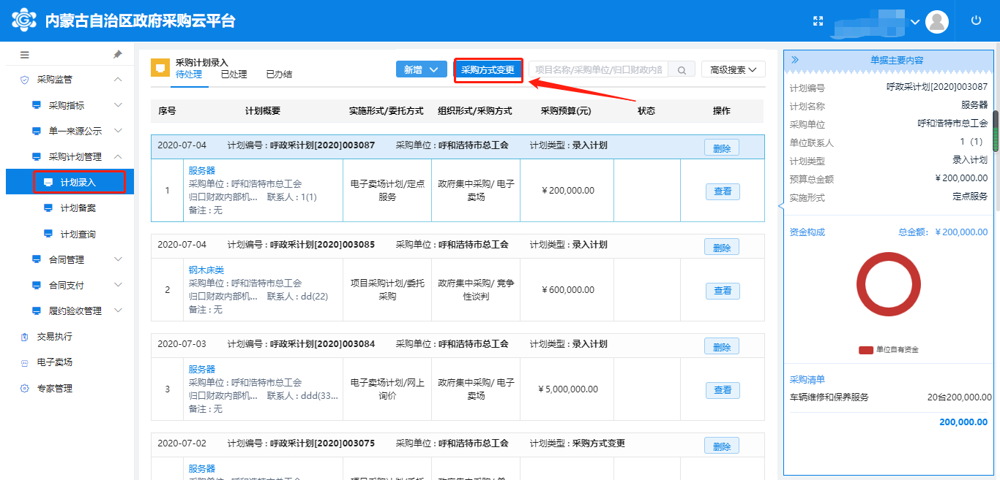 内蒙古自治区政府采购云平台
采购监管
采购指标
单一来源公示
采购计划管理
计划录入
计划备案
计划查询
合同管理
合同支付
履约验收管理
交易执行
电子卖场
专家管理
采购计划录入
待处理 已处理 已办结
新增 采购方式变更 项目名称/采购单位/归口财政内部 高级搜索
序号 计划概要 实施形式/委托方式 组织形式/采购方式 采购预算(元) 状态 操作
2020-07-04 计划编号 : 呼政采计划[2020]003087 采购单位 : 呼和浩特市总工会 计划类型 : 录入计划 删除
1
服务器
采购单位 : 呼和浩特市总工会
归口财政内部机... 联系人 : 1(1)
备注 : 无
电子卖场计划/定点
服务
政府集中采购/ 电子
卖场
￥200,000.00
查看
2020-07-04 计划编号 : 呼政采计划[2020]003085 采购单位 : 呼和浩特市总工会 计划类型 : 录入计划 删除
2
钢木床类
采购单位 : 呼和浩特市总工会
归口财政内部机... 联系人 : dd(22)
备注 : 无
项目采购计划/委托
采购
政府集中采购/ 竞争
性谈判
￥600,000.00
查看
2020-07-03 计划编号 : 呼政采计划[2020]003084 采购单位 : 呼和浩特市总工会 计划类型 : 录入计划 删除
3
服务器
采购单位 : 呼和浩特市总工会
归口财政内部机... 联系人 : ddd(33...
备注 : 无
电子卖场计划/网上
询价
政府集中采购/ 电子
卖场
￥5,000,000.00
查看
2020-07-02 计划编号 : 呼政采计划[2020]003075 采购单位 : 呼和浩特市总工会 计划类型 : 采购方式变更 删除
服务器
单据主要内容
计划编号 呼政采计划[2020]003087
计划名称 服务器
采购单位 呼和浩特市总工会
单位联系人 1（1）
计划类型 录入计划
预算总金额 ￥200,000.00
实施形式 定点服务
资金构成 总金额: ￥200,000.00
单位自有资金
采购清单
车辆维修和保养服务 20台200,000.00
200,000.00